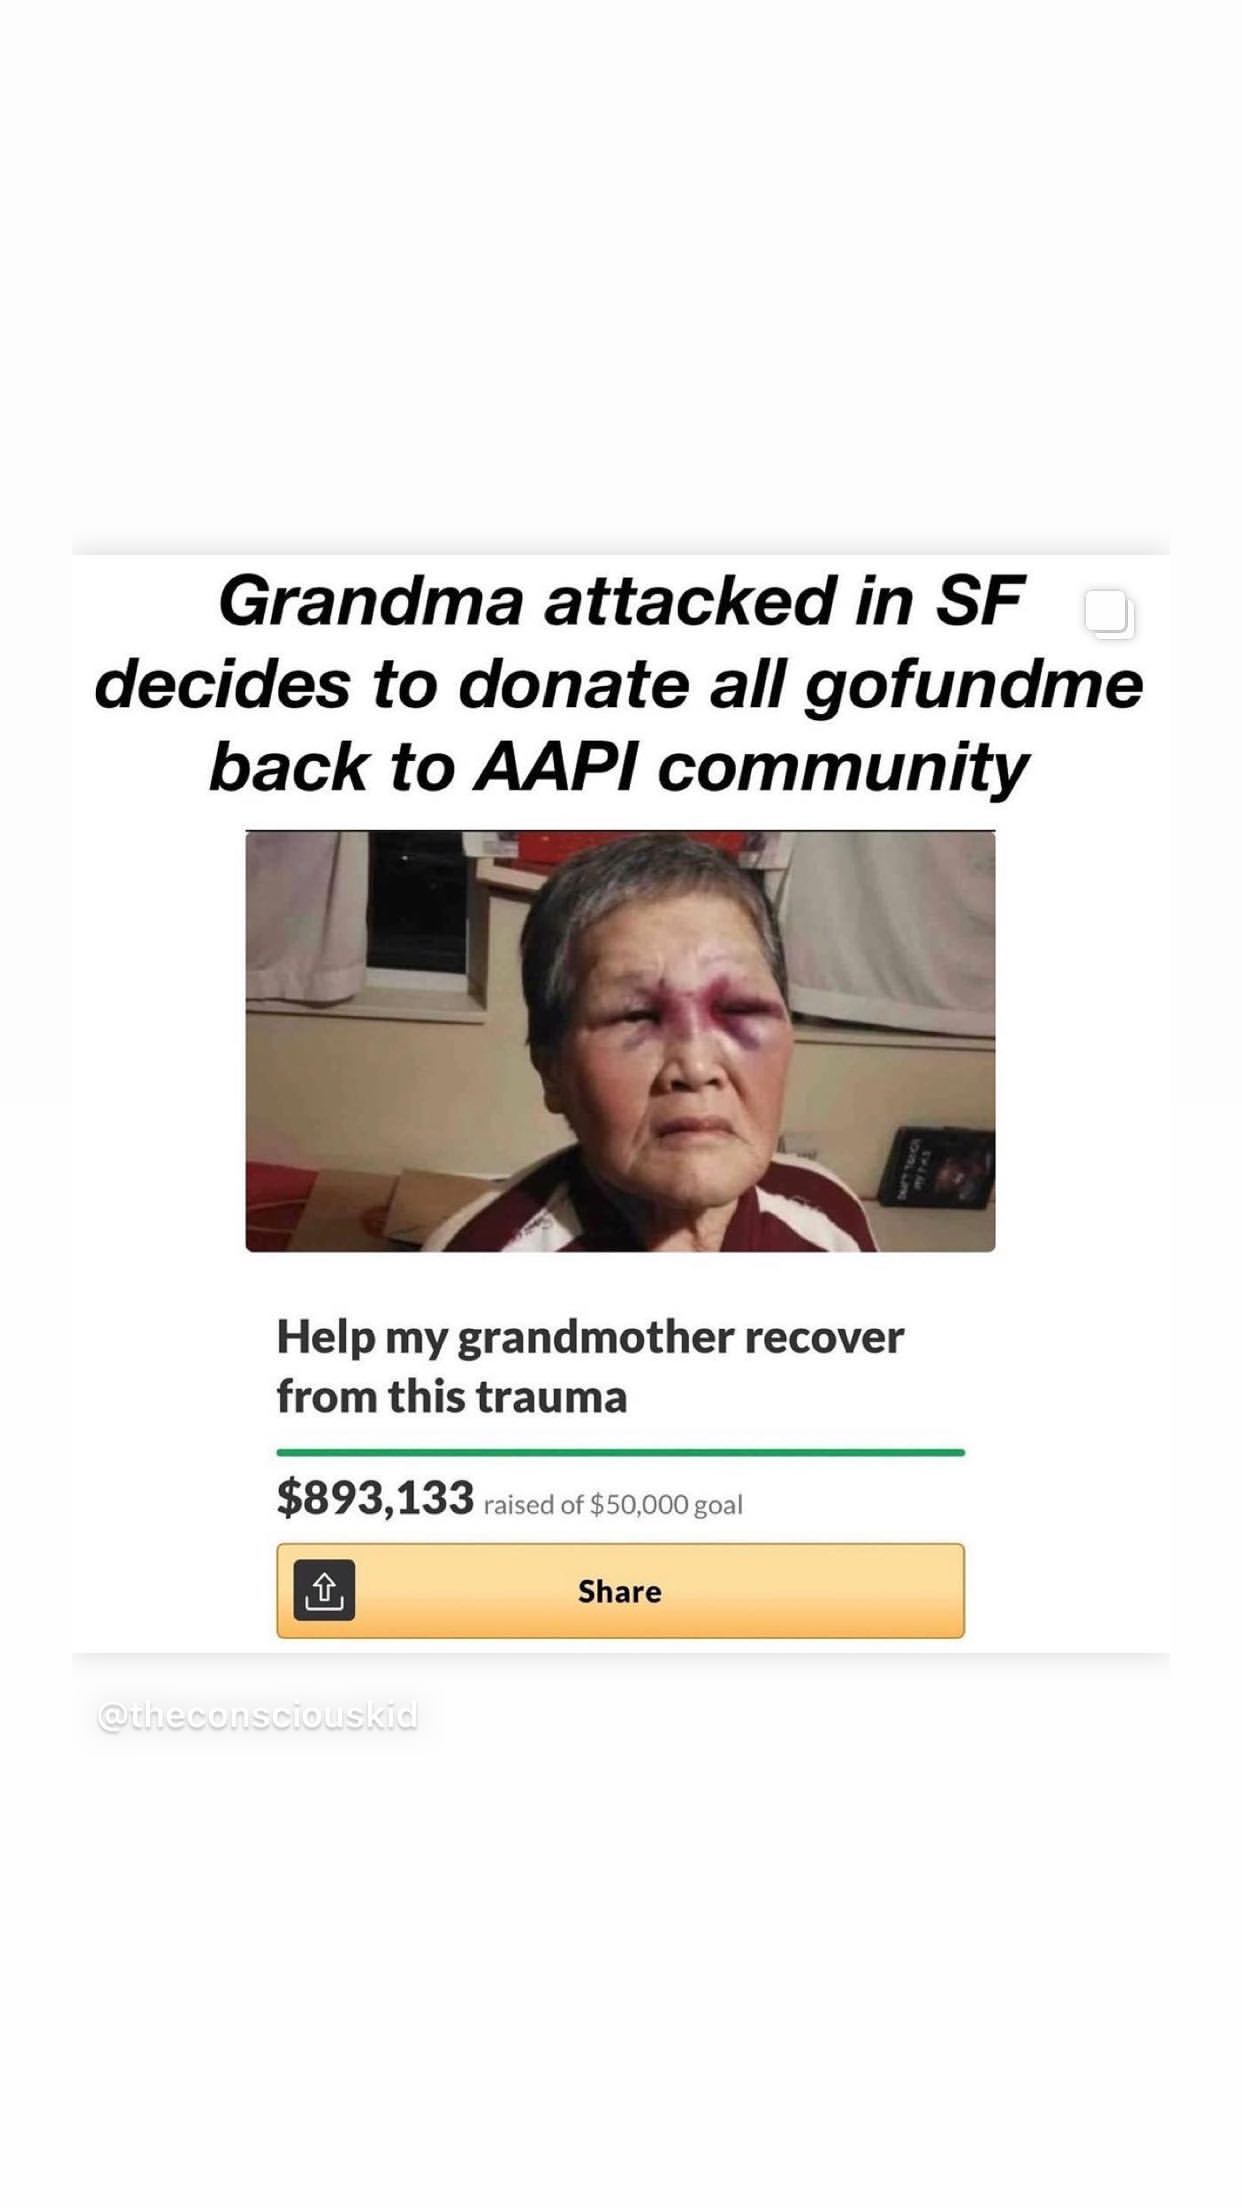 Grandma attacked in SF
decides to donate all gofundme
back to AAPI community
Help my grandmother recover
from this trauma
$893,133 raised of $50,000 goal
Share
@theconsciouskid